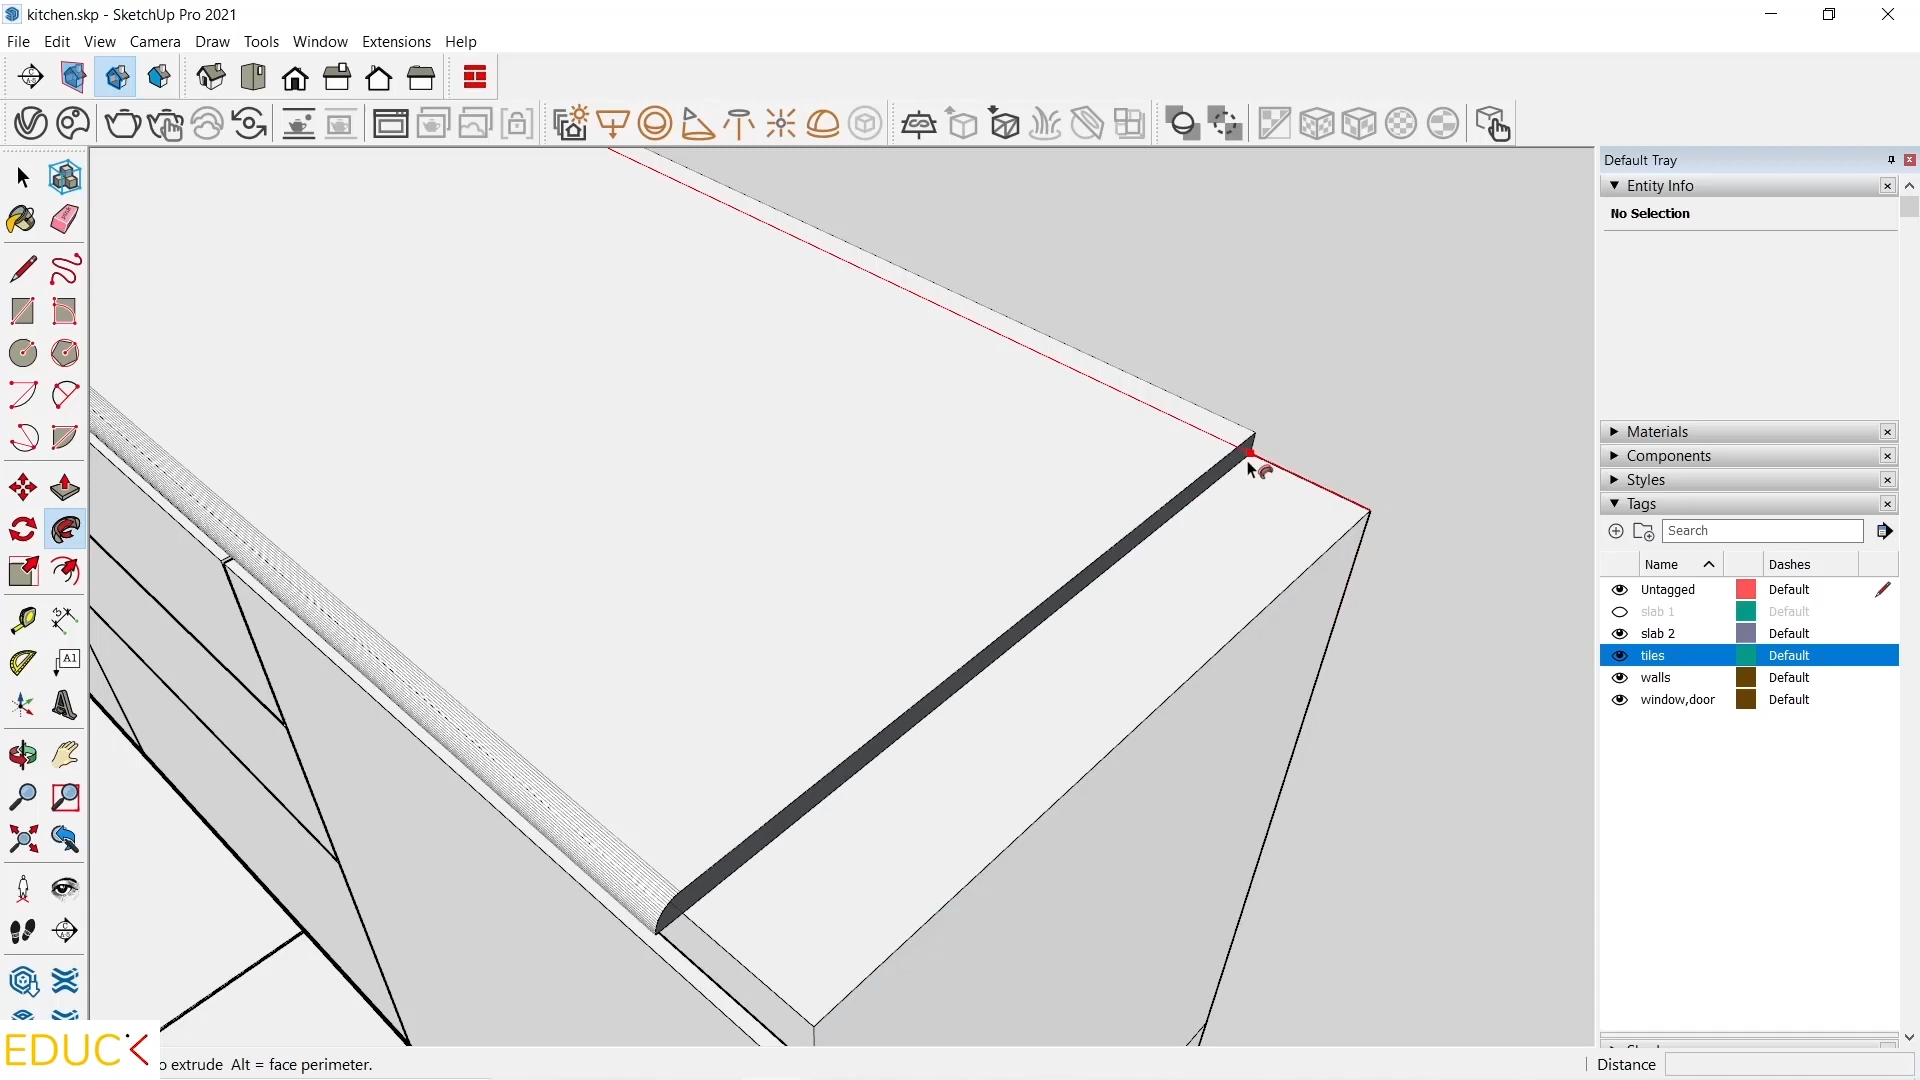 kitchen.skp - SketchUp Pro 2021
File Edit View Camera Draw Tools Window Extensions Help
Default Tray
Entity Info
No Selection
Materials
Components
Styles
Tags
Search
Name Dashes
Untagged Default
slab 1 Default
slab 2 Default
tiles Default
walls Default
window,door Default
A1
EDUCK
o extrude Alt = face perimeter.
Distance